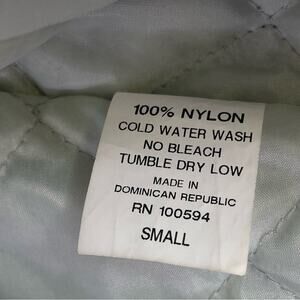 100% NYLON
COLD WATER WASH
NO BLEACH
TUMBLE DRY LOW
MADE IN
DOMINICAN REPUBLIC
RN 100594
SMALL